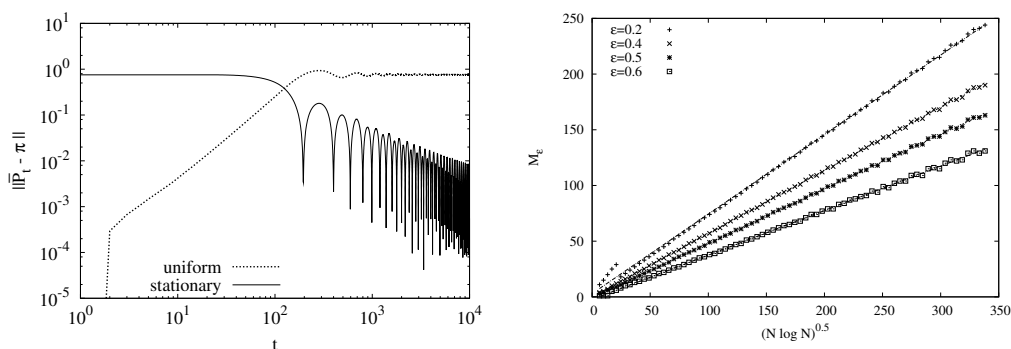 10^1
10^0
10^-1
10^-2
10^-3
10^-4
10^-5
||P̅_t - π ||
uniform
stationary
10^0
10^1
10^2
10^3
10^4
t
250
200
150
100
50
0
M_ε
ε=0.2
ε=0.4
ε=0.5
ε=0.6
0
50
100
150
200
250
300
350
(N log N)^0.5